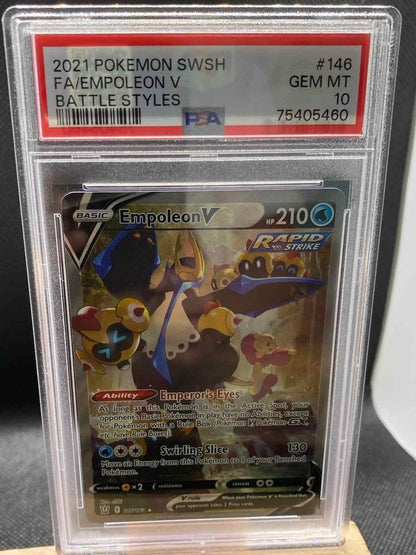 2021 POKEMON SWSH #146
FA/EMPOLEON V GEM MT
BATTLE STYLES 10
PSA 75405460
BASIC Empoleon V HP 210
RAPID STRIKE
Ability Emperor's Eyes
As long as this Pokémon is in the Active Spot, your
opponent's Basic Pokémon in play have no Abilities, except
for Pokémon with a Rule Box (Pokémon V, Pokémon-GX,
etc. have Rule Boxes).
Swirling Slice 130
Move an Energy from this Pokémon to 1 of your Benched
Pokémon.
weakness ×2 resistance retreat
V rule When your Pokémon V is Knocked Out,
your opponent takes 2 Prize cards.